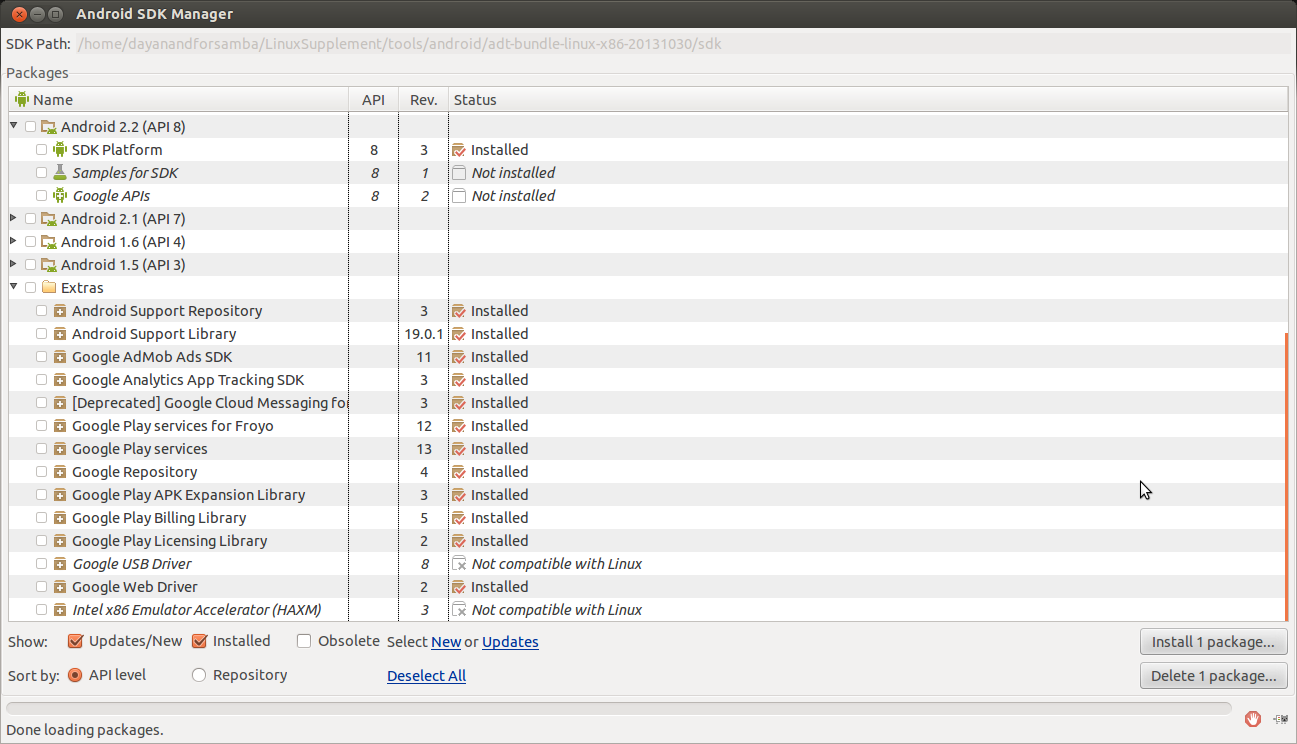 Android SDK Manager
SDK Path: /home/dayanandforsamba/LinuxSupplement/tools/android/adt-bundle-linux-x86-20131030/sdk
Packages
Name API Rev. Status
Android 2.2 (API 8)
SDK Platform 8 3 Installed
Samples for SDK 8 1 Not installed
Google APIs 8 2 Not installed
Android 2.1 (API 7)
Android 1.6 (API 4)
Android 1.5 (API 3)
Extras
Android Support Repository 3 Installed
Android Support Library 19.0.1 Installed
Google AdMob Ads SDK 11 Installed
Google Analytics App Tracking SDK 3 Installed
[Deprecated] Google Cloud Messaging for 3 Installed
Google Play services for Froyo 12 Installed
Google Play services 13 Installed
Google Repository 4 Installed
Google Play APK Expansion Library 3 Installed
Google Play Billing Library 5 Installed
Google Play Licensing Library 2 Installed
Google USB Driver 8 Not compatible with Linux
Google Web Driver 2 Installed
Intel x86 Emulator Accelerator (HAXM) 3 Not compatible with Linux
Show: Updates/New Installed Obsolete Select New or Updates Install 1 package...
Sort by: API level Repository Deselect All Delete 1 package...
Done loading packages.